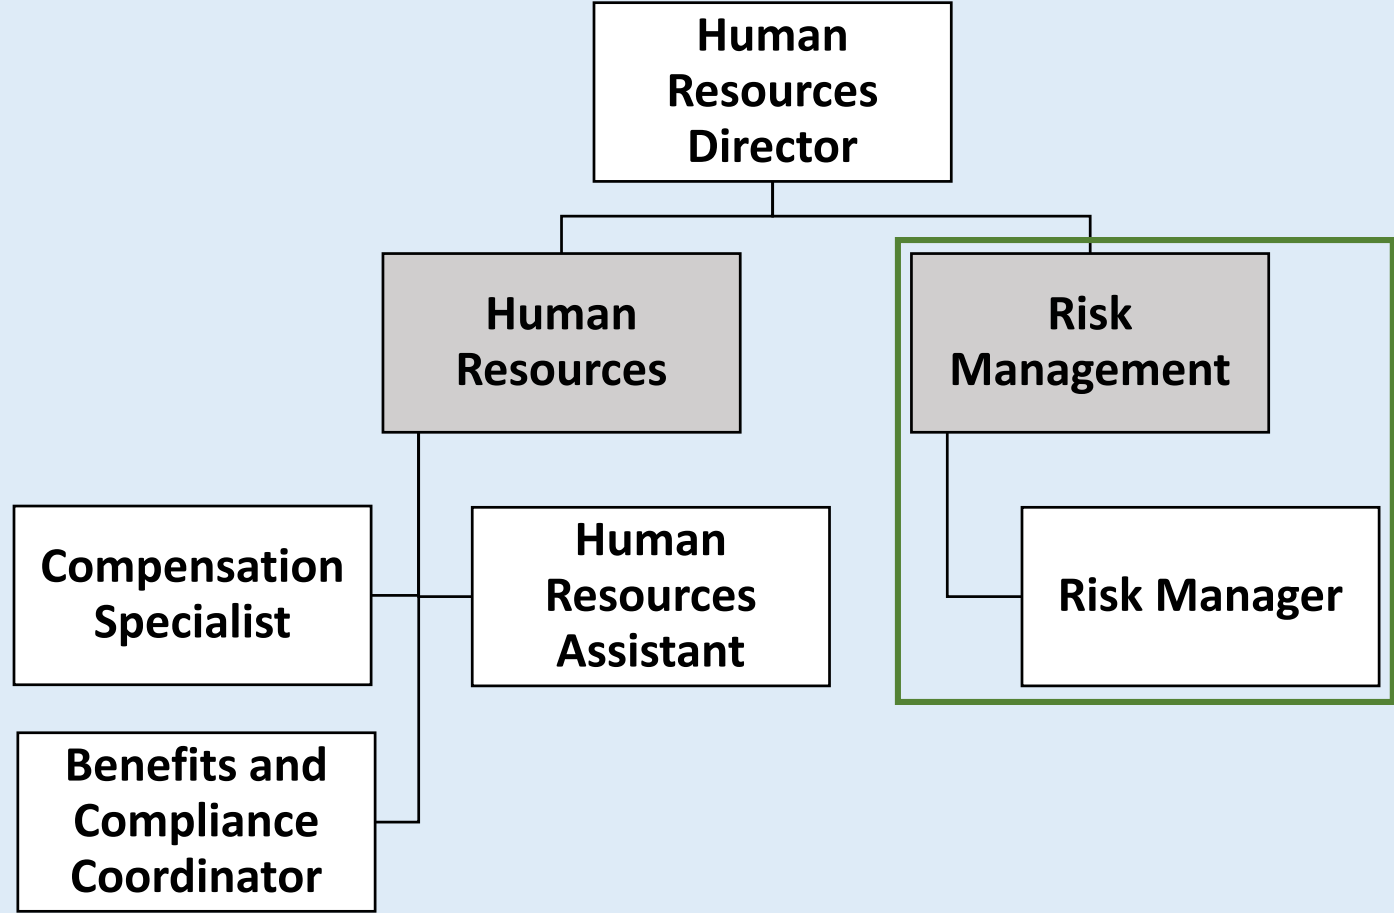 Human
Resources
Director
Human
Resources
Risk
Management
Compensation
Specialist
Human
Resources
Assistant
Risk Manager
Benefits and
Compliance
Coordinator